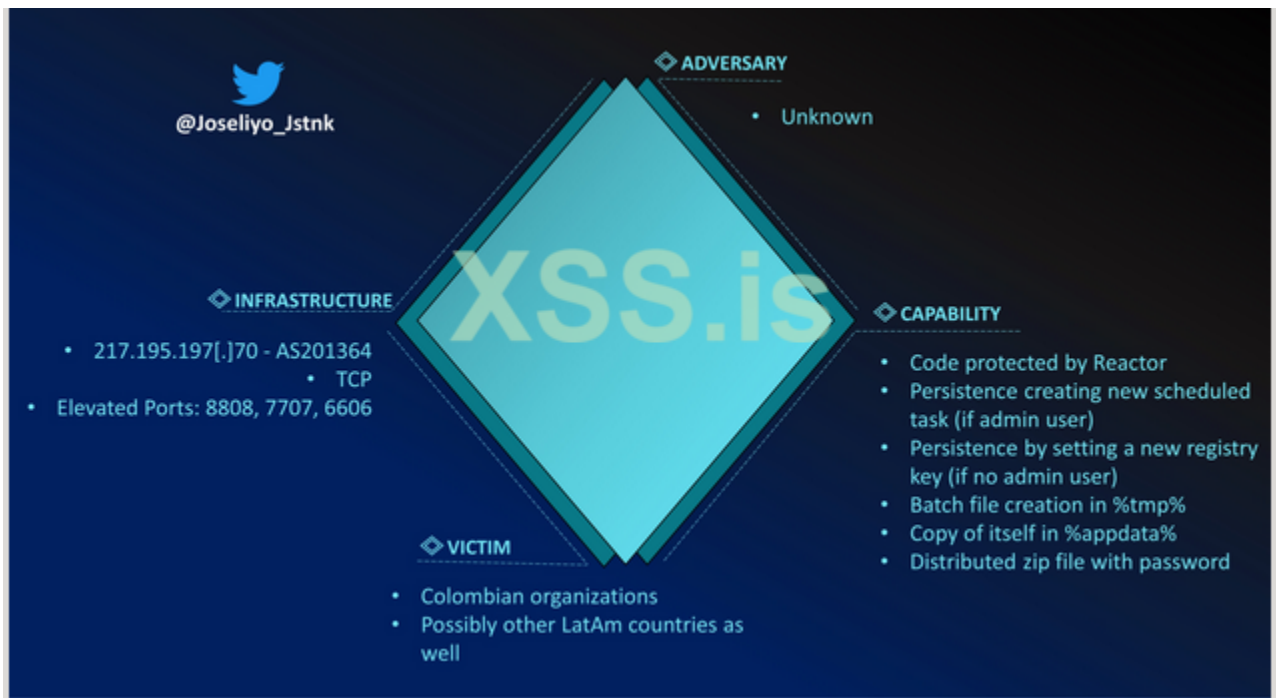 @Joseliyo_Jstnk
ADVERSARY
• Unknown
XSS.is
INFRASTRUCTURE
• 217.195.197[.]70 - AS201364
• TCP
• Elevated Ports: 8808, 7707, 6606
CAPABILITY
• Code protected by Reactor
• Persistence creating new scheduled
task (if admin user)
• Persistence by setting a new registry
key (if no admin user)
• Batch file creation in %tmp%
• Copy of itself in %appdata%
• Distributed zip file with password
VICTIM
• Colombian organizations
• Possibly other LatAm countries as
well